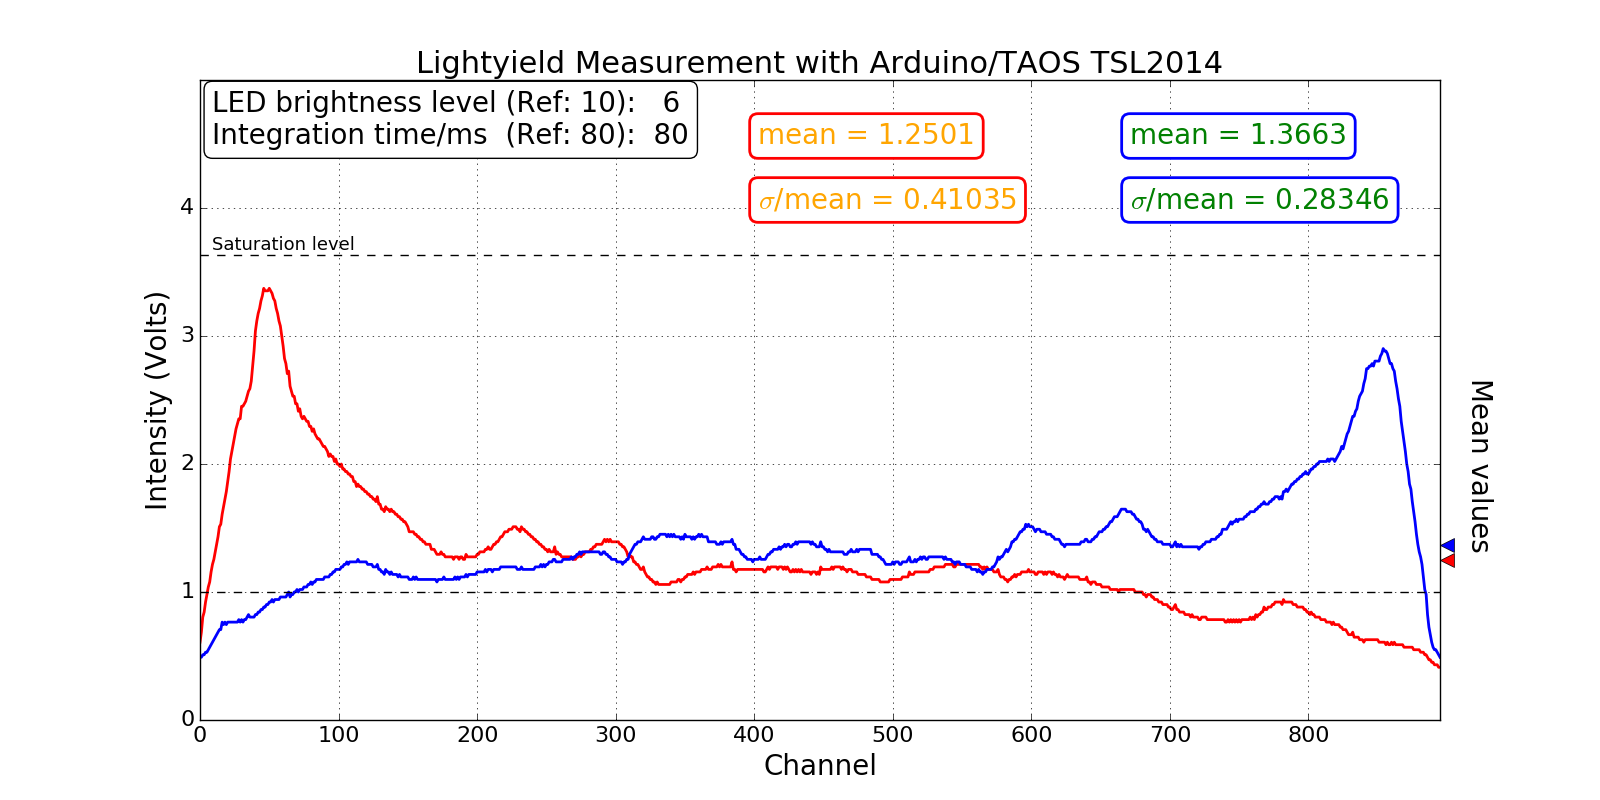 Lightyield Measurement with Arduino/TAOS TSL2014
LED brightness level (Ref: 10): 6
Integration time/ms (Ref: 80): 80
mean = 1.2501
mean = 1.3663
σ/mean = 0.41035
σ/mean = 0.28346
Saturation level
Intensity (Volts)
4
3
2
1
0
0 100 200 300 400 500 600 700 800
Channel
Mean values